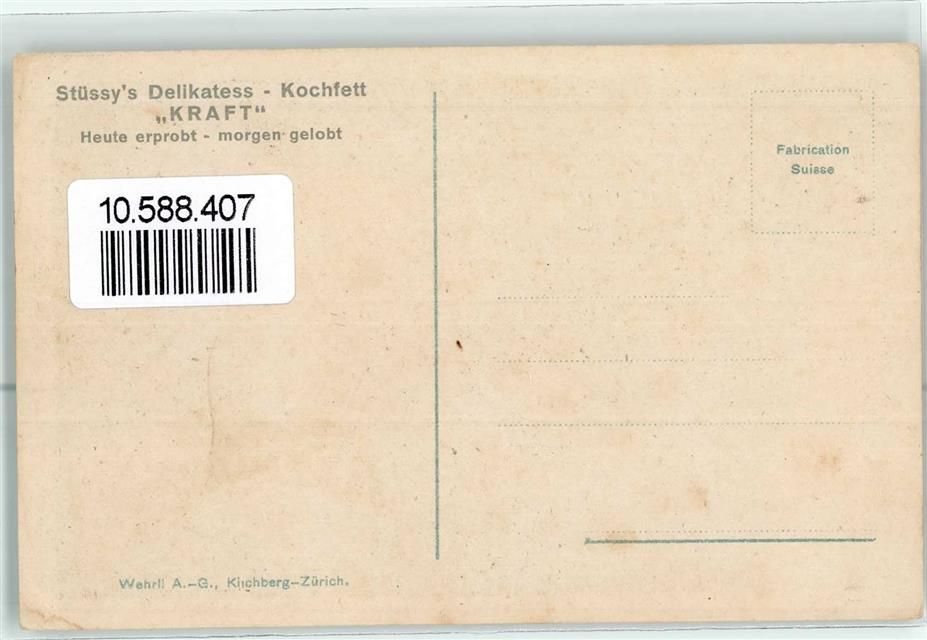 Stüssy's Delikatess - Kochfett
„KRAFT“
Heute erprobt - morgen gelobt
10.588.407
Fabrication
Suisse
Wehrli A.-G., Kilchberg-Zürich.